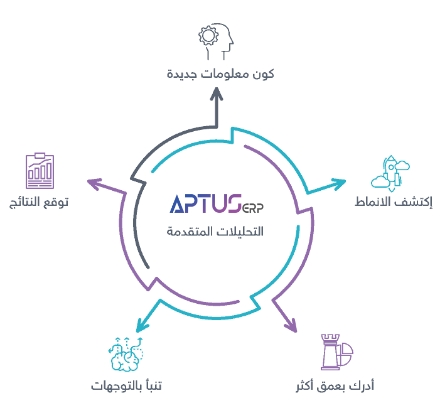 كون معلومات جديدة
إكتشف الانماط
توقع النتائج
APTUS ERP
التحليلات المتقدمة
أدرك بعمق أكثر
تنبأ بالتوجهات